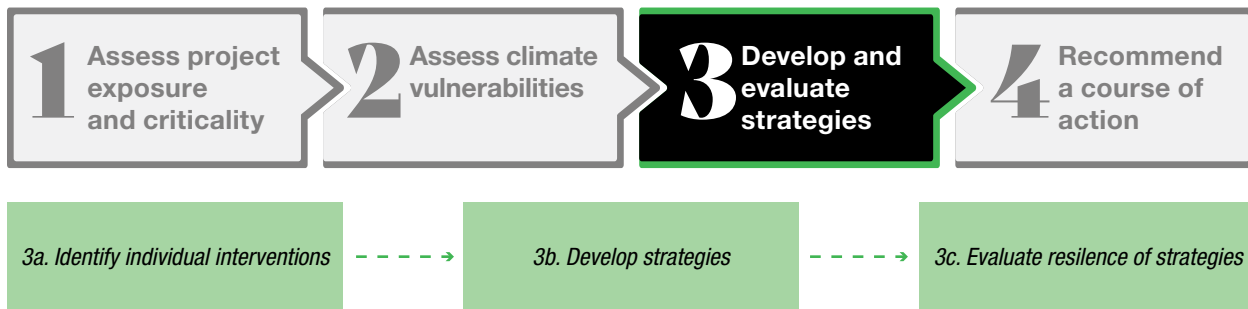 1
Assess project
exposure
and criticality
2
Assess climate
vulnerabilities
3
Develop and
evaluate
strategies
4
Recommend
a course of
action
3a. Identify individual interventions
3b. Develop strategies
3c. Evaluate resilence of strategies